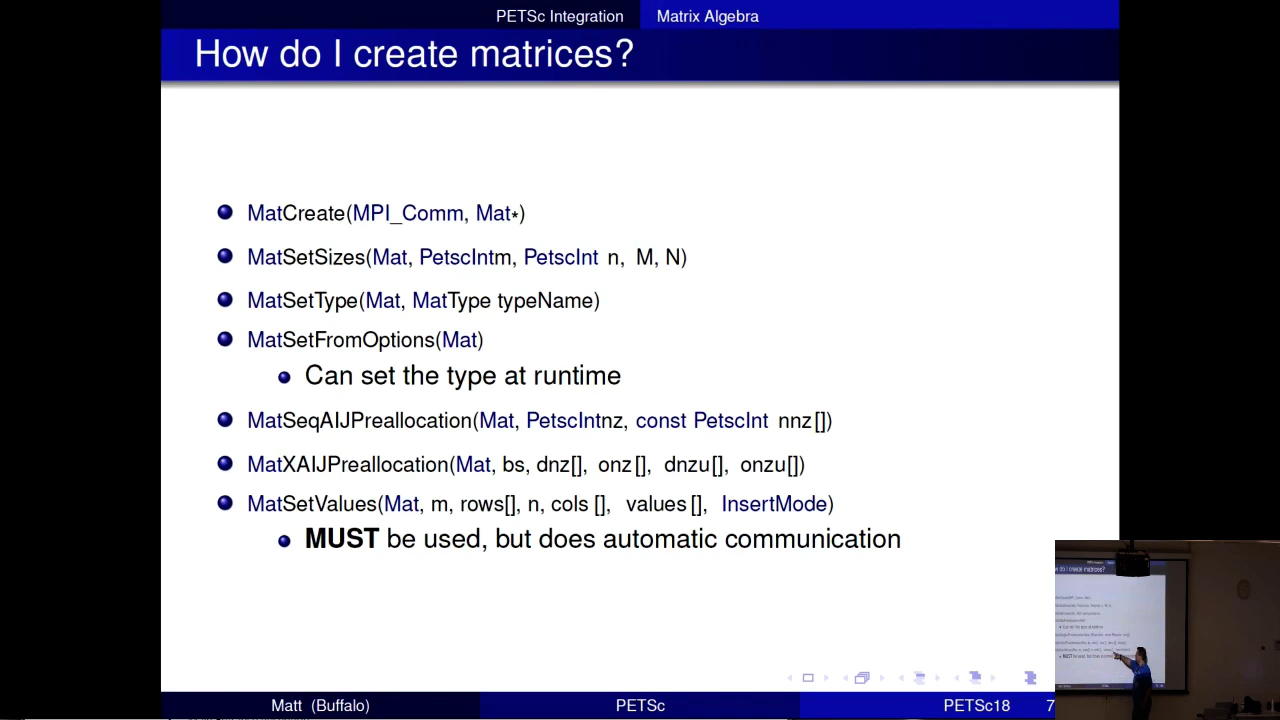 PETSc Integration Matrix Algebra
How do I create matrices?
MatCreate(MPI_Comm, Mat*)
MatSetSizes(Mat, PetscIntm, PetscInt n, M, N)
MatSetType(Mat, MatType typeName)
MatSetFromOptions(Mat)
Can set the type at runtime
MatSeqAIJPreallocation(Mat, PetscIntnz, const PetscInt nnz[])
MatXAIJPreallocation(Mat, bs, dnz[], onz[], dnzu[], onzu[])
MatSetValues(Mat, m, rows[], n, cols [], values [], InsertMode)
MUST be used, but does automatic communication
Matt (Buffalo) PETSc PETSc18 7